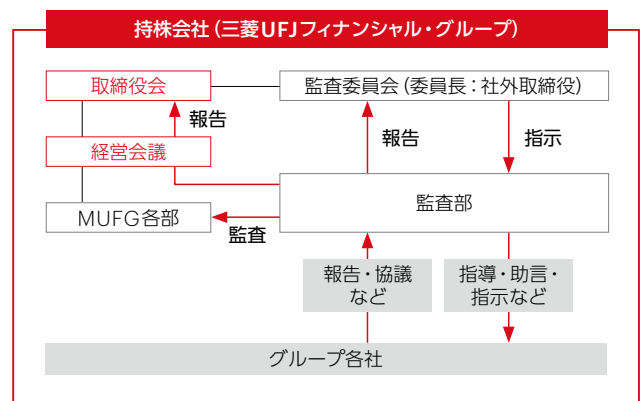 持株会社（三菱UFJフィナンシャル・グループ）
取締役会
監査委員会（委員長：社外取締役）
報告
報告
指示
経営会議
監査部
MUFG各部
監査
報告・協議
など
指導・助言・
指示など
グループ各社